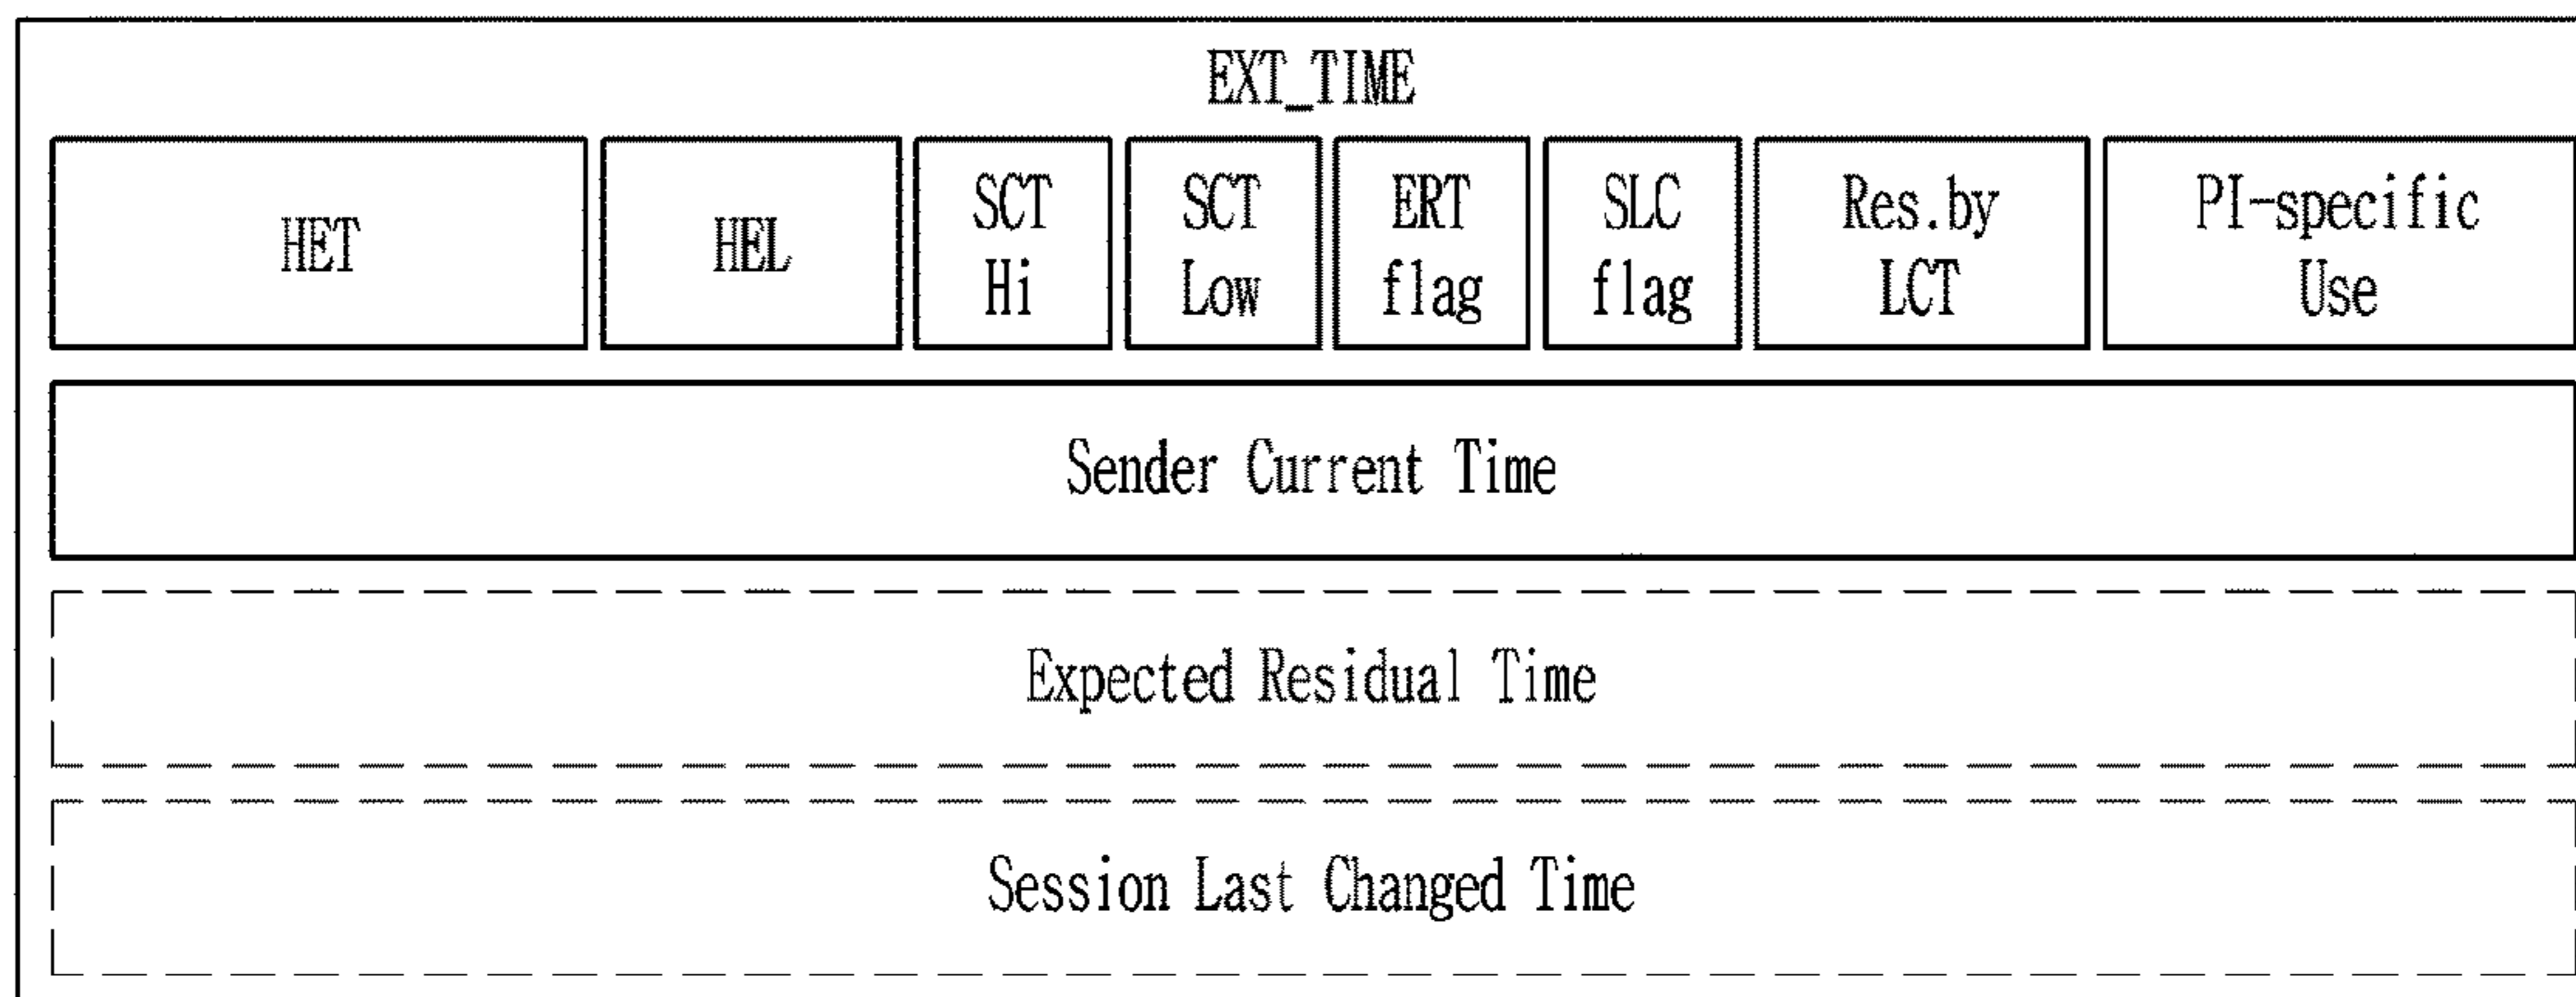 EXT_TIME
HET
HEL
SCT
Hi
SCT
Low
ERT
flag
SLC
flag
Res.by
LCT
PI-specific
Use
Sender Current Time
Expected Residual Time
Session Last Changed Time